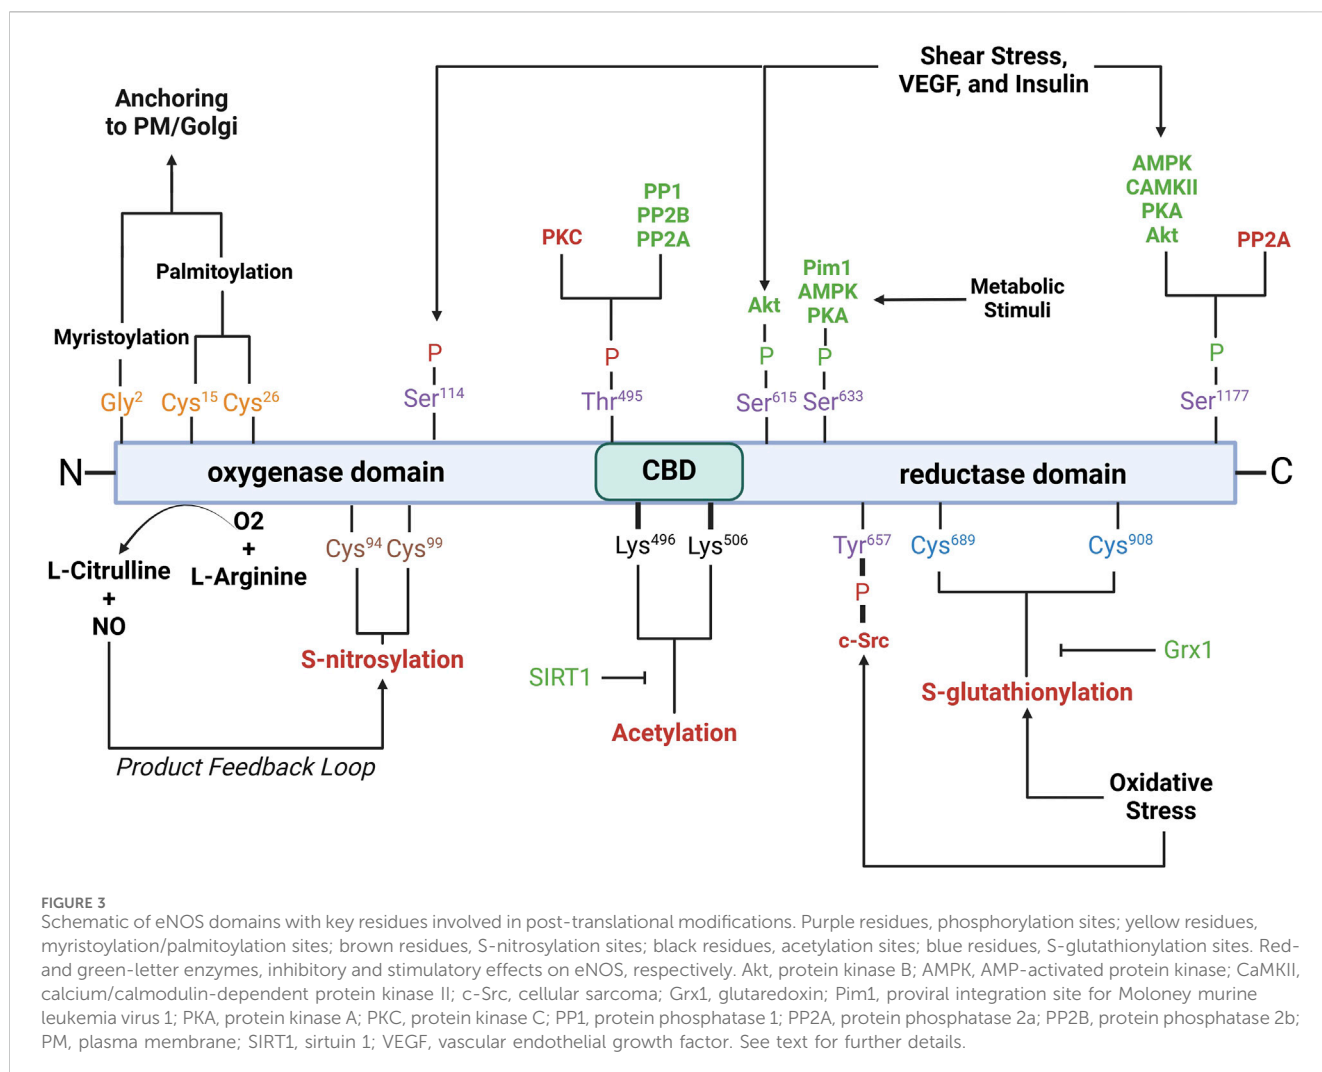 Shear Stress,
VEGF, and Insulin
Anchoring
to PM/Golgi
AMPK
CAMKII
PKA
Akt
PP2A
PP1
PP2B
PP2A
PKC
Palmitoylation
Pim1
AMPK
PKA
Akt
Metabolic
Stimuli
Myristoylation
P
P
P
P
P
Gly2
Cys15
Cys26
Ser114
Thr495
Ser615
Ser633
Ser1177
N
oxygenase domain
CBD
reductase domain
C
O2
+
L-Arginine
L-Citrulline
+
NO
Cys94
Cys99
Lys496
Lys506
Tyr657
Cys689
Cys908
P
c-Src
S-nitrosylation
SIRT1
Grx1
S-glutathionylation
Acetylation
Product Feedback Loop
Oxidative
Stress
FIGURE 3
Schematic of eNOS domains with key residues involved in post-translational modifications. Purple residues, phosphorylation sites; yellow residues,
myristoylation/palmitoylation sites; brown residues, S-nitrosylation sites; black residues, acetylation sites; blue residues, S-glutathionylation sites. Red-
and green-letter enzymes, inhibitory and stimulatory effects on eNOS, respectively. Akt, protein kinase B; AMPK, AMP-activated protein kinase; CaMKII,
calcium/calmodulin-dependent protein kinase II; c-Src, cellular sarcoma; Grx1, glutaredoxin; Pim1, proviral integration site for Moloney murine
leukemia virus 1; PKA, protein kinase A; PKC, protein kinase C; PP1, protein phosphatase 1; PP2A, protein phosphatase 2a; PP2B, protein phosphatase 2b;
PM, plasma membrane; SIRT1, sirtuin 1; VEGF, vascular endothelial growth factor. See text for further details.